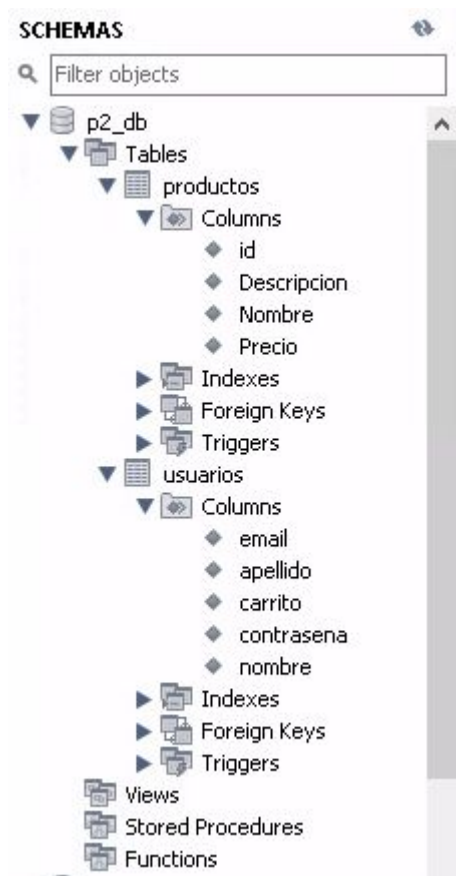 SCHEMAS
Filter objects
p2_db
Tables
productos
Columns
id
Descripcion
Nombre
Precio
Indexes
Foreign Keys
Triggers
usuarios
Columns
email
apellido
carrito
contrasena
nombre
Indexes
Foreign Keys
Triggers
Views
Stored Procedures
Functions